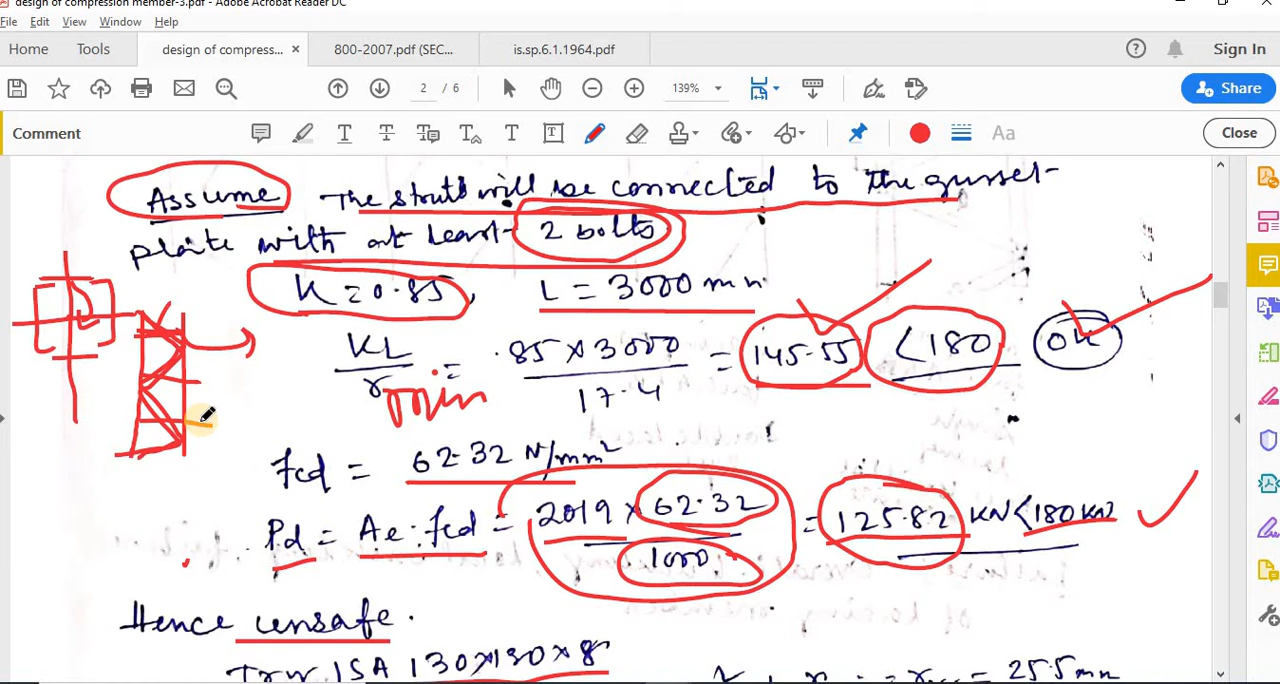 design of compression member-3.pdf - Adobe Acrobat Reader DC
File Edit View Window Help
Home Tools design of compress... × 800-2007.pdf (SEC... is.sp.6.1.1964.pdf Sign In
2 / 6 139% Share
Comment Aa Close
Assume The struts will be connected to the gusset-
plate with at least- 2 bolts
K = 0.85, L = 3000 mm
KL
r min = .85 × 3000
17.4 = 145.55 < 180 OK
fcd = 62.32 N/mm²
Pd = Ae . fcd = 2019 × 62.32
1000 = 125.82 KN < 180 KN
Hence unsafe.
Try ISA 130×130×8
= 25.5mm